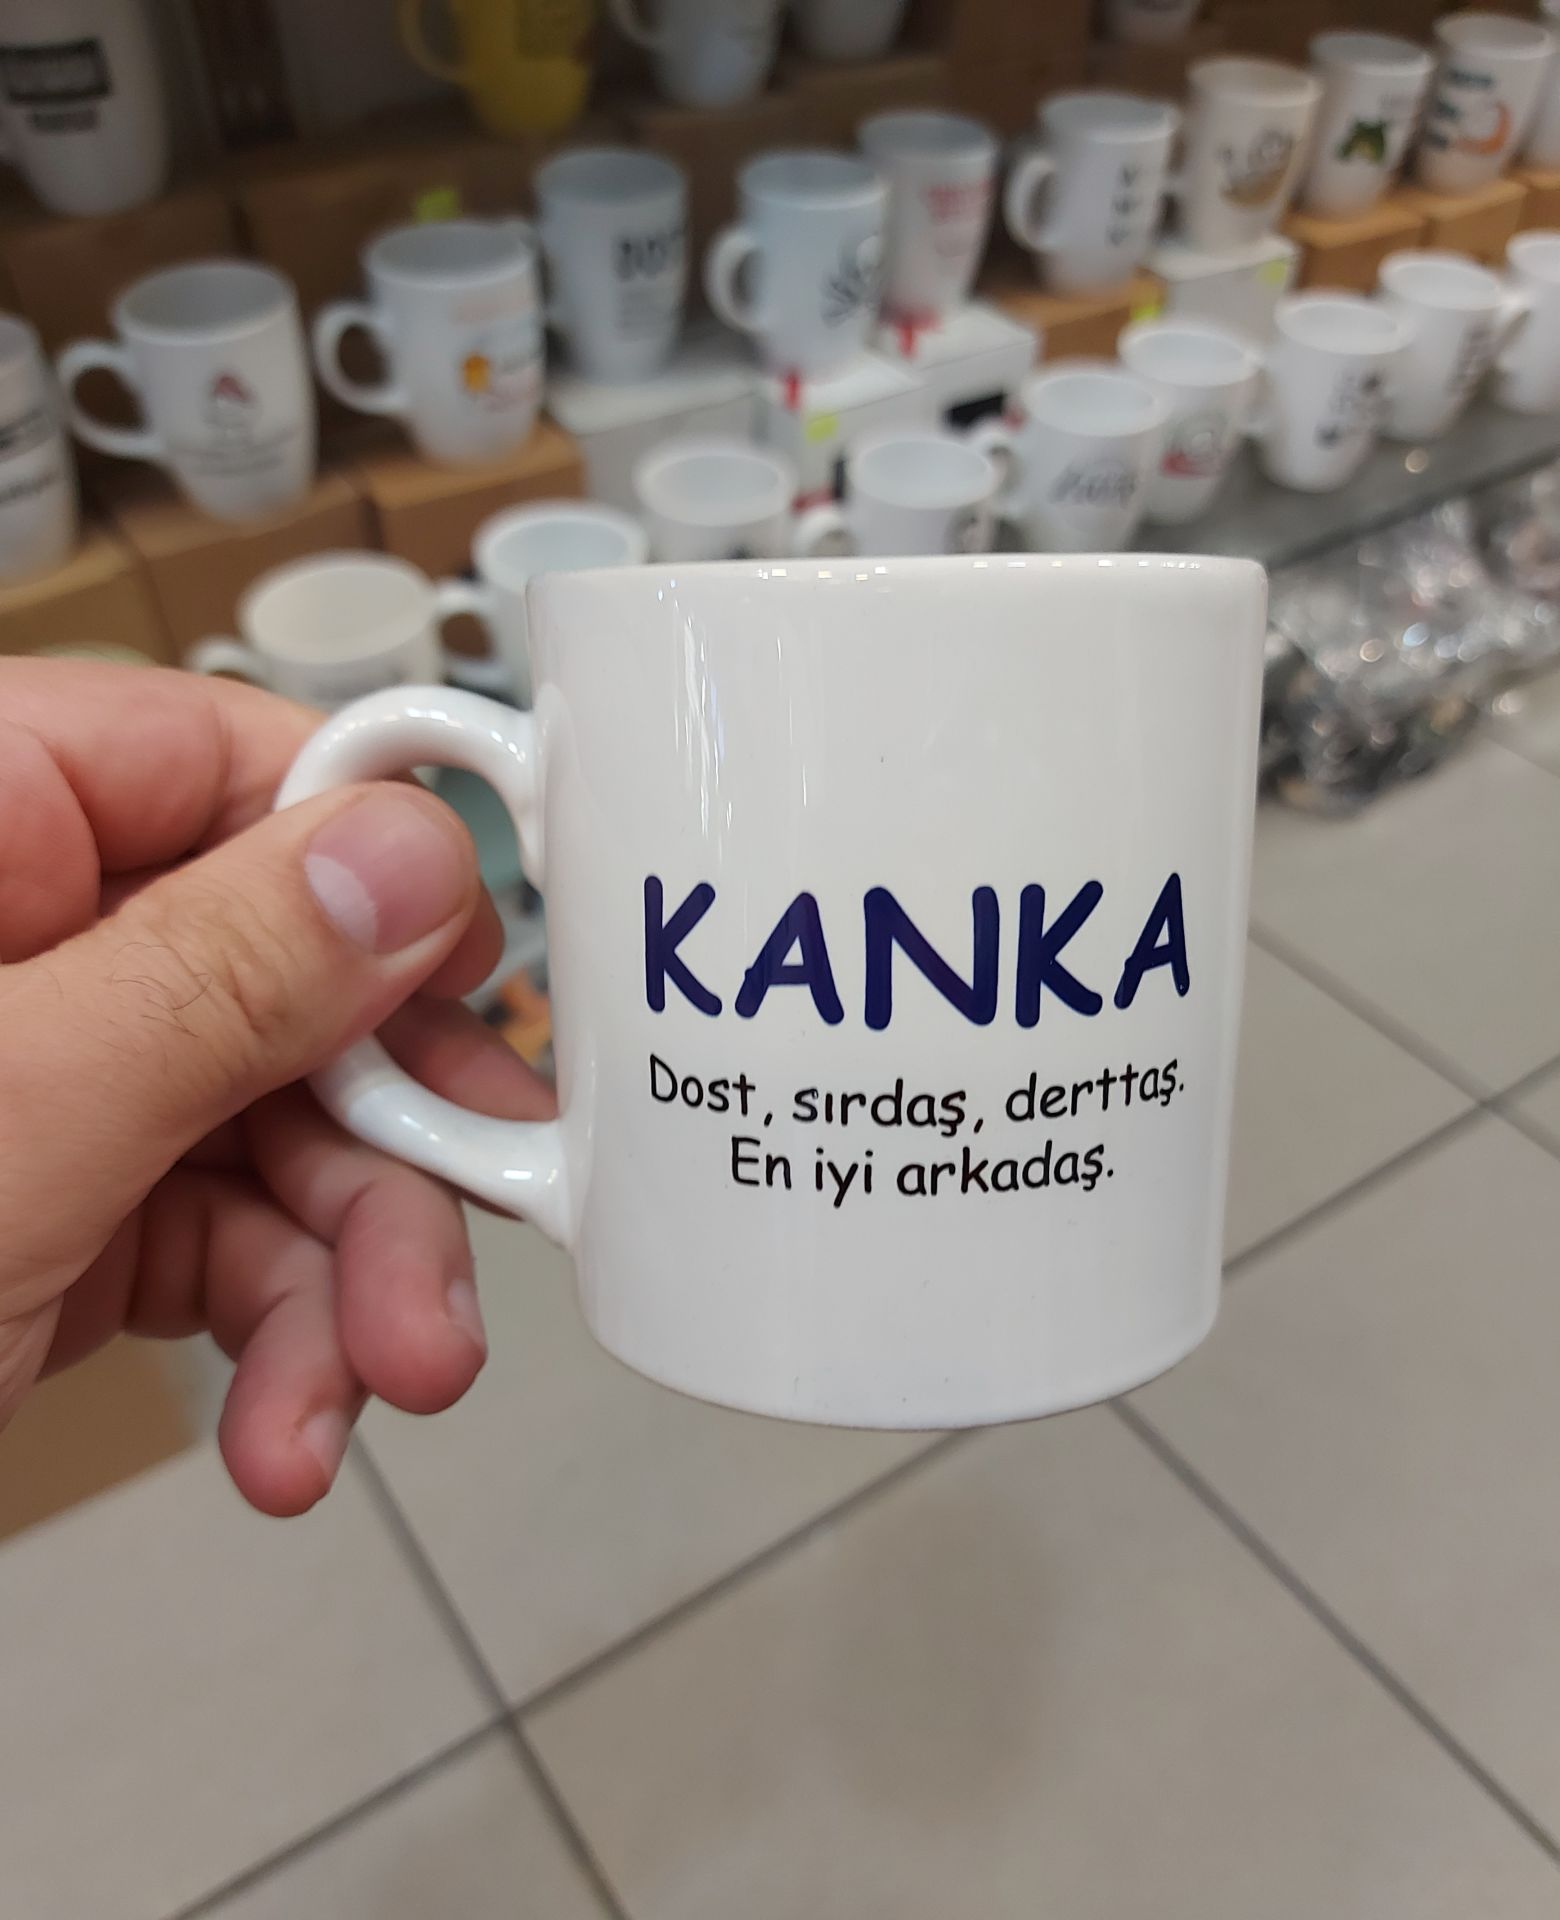 KANKA
Dost, sırdaş, derttaş.
En iyi arkadaş.